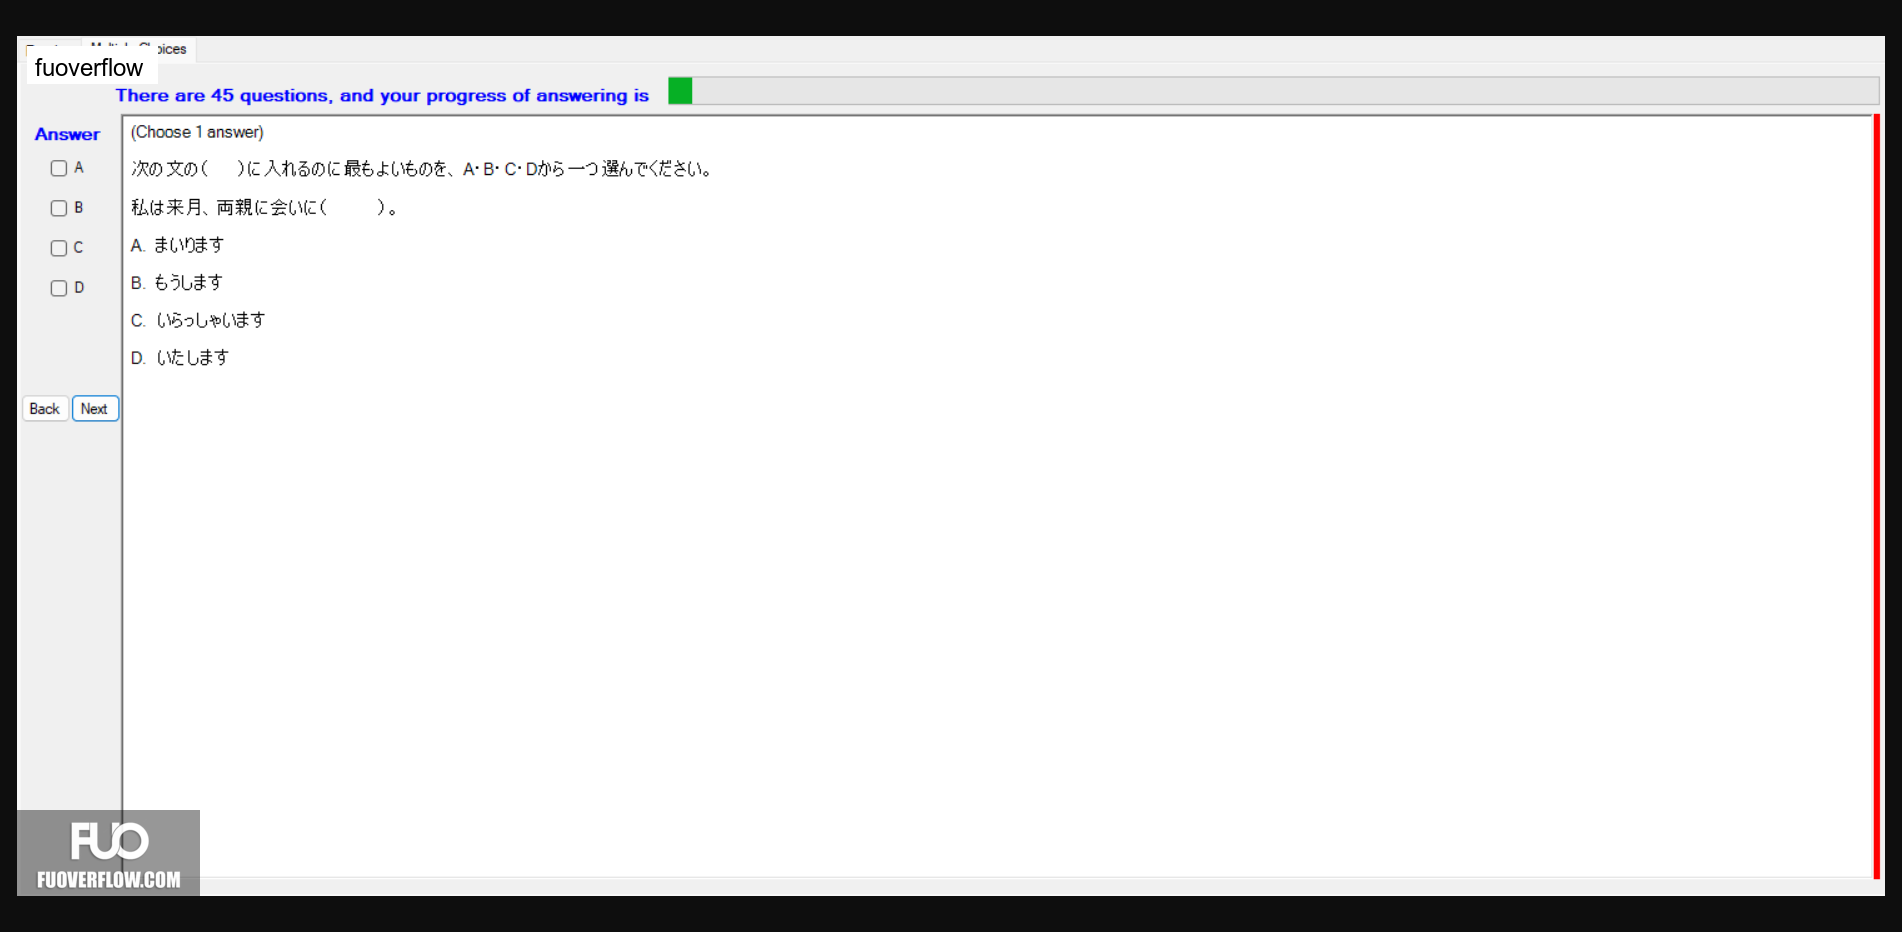 fuoverflow
There are 45 questions, and your progress of answering is
Answer
(Choose 1 answer)
A
次の文の(　)に入れるのに最もよいものを、A・B・C・Dから一つ選んでください。
B
私は来月、両親に会いに(　　)。
C
A. まいります
D
B. もうします
C. いらっしゃいます
D. いたします
Back Next
FUO
FUOVERFLOW.COM